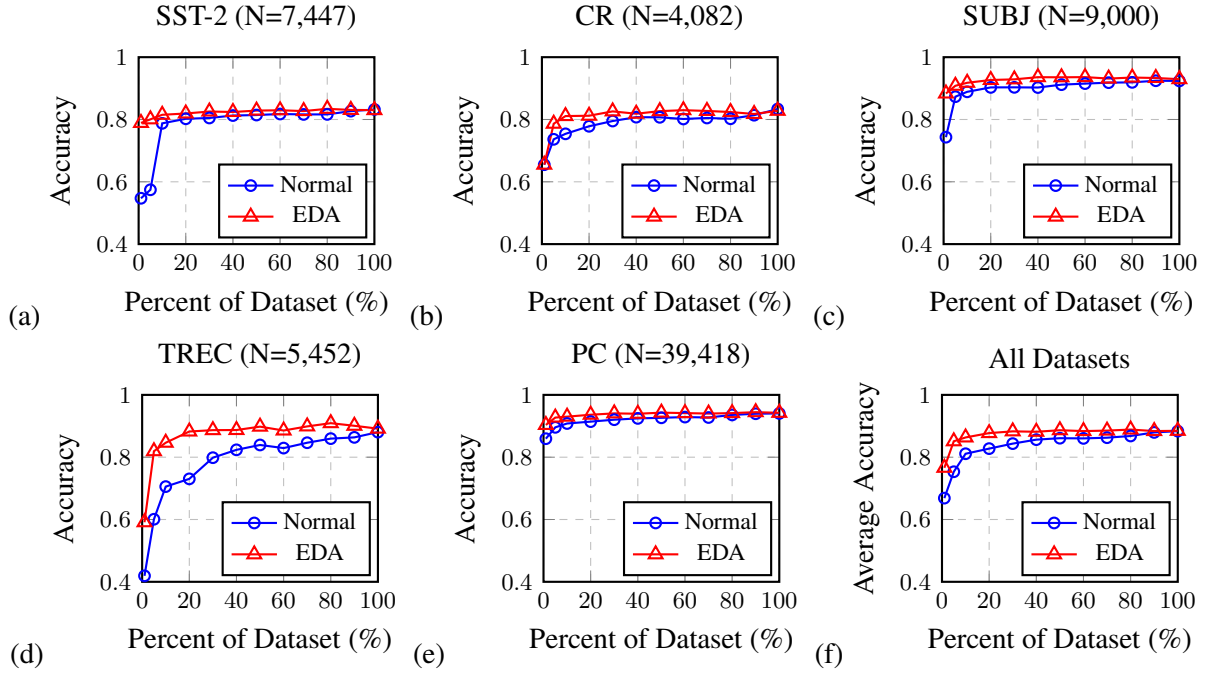 SST-2 (N=7,447)
CR (N=4,082)
SUBJ (N=9,000)
1
0.8
0.6
0.4
Accuracy
Normal
EDA
0 20 40 60 80 100
Percent of Dataset (%)
(a)
1
0.8
0.6
0.4
Accuracy
Normal
EDA
0 20 40 60 80 100
Percent of Dataset (%)
(b)
1
0.8
0.6
0.4
Accuracy
Normal
EDA
0 20 40 60 80 100
Percent of Dataset (%)
(c)
TREC (N=5,452)
PC (N=39,418)
All Datasets
1
0.8
0.6
0.4
Accuracy
Normal
EDA
0 20 40 60 80 100
Percent of Dataset (%)
(d)
1
0.8
0.6
0.4
Accuracy
Normal
EDA
0 20 40 60 80 100
Percent of Dataset (%)
(e)
1
0.8
0.6
0.4
Average Accuracy
Normal
EDA
0 20 40 60 80 100
Percent of Dataset (%)
(f)